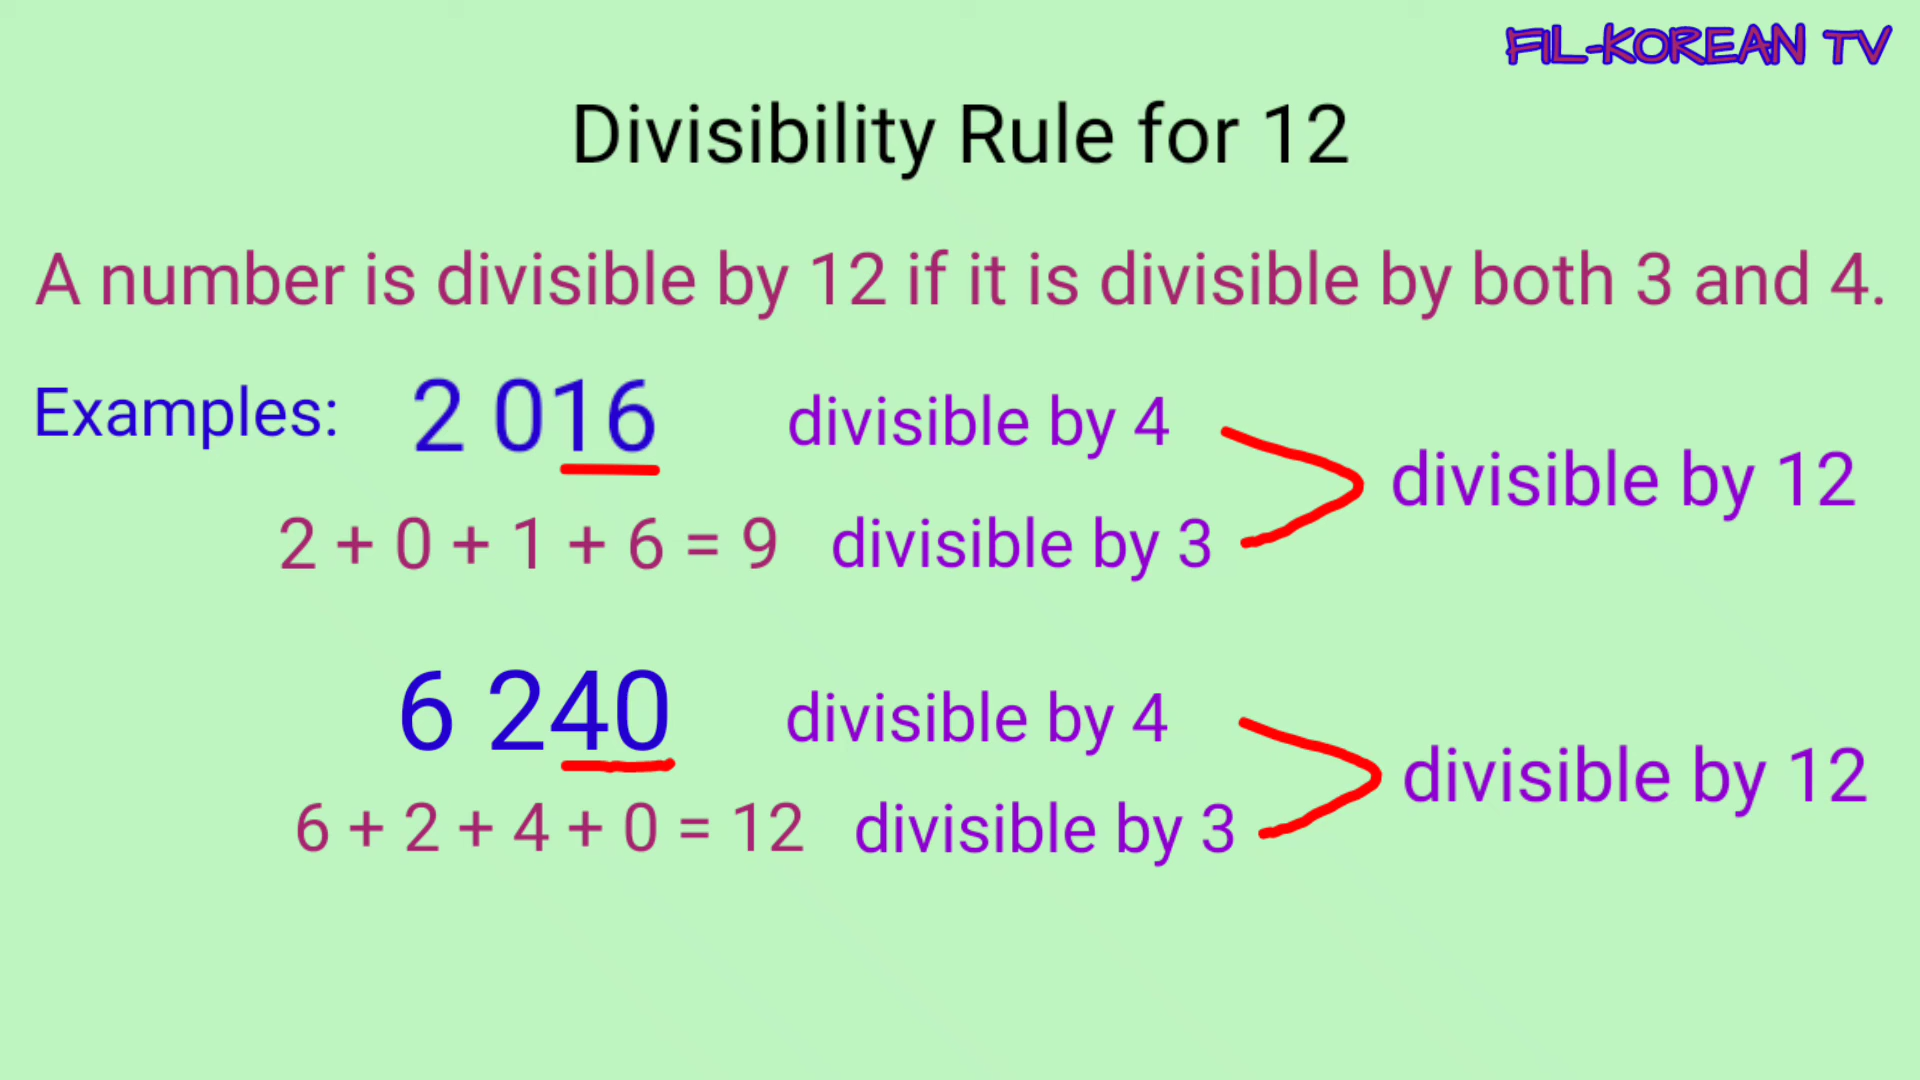 FIL-KOREAN TV
Divisibility Rule for 12
A number is divisible by 12 if it is divisible by both 3 and 4.
Examples: 2 016 divisible by 4
divisible by 12
2 + 0 + 1 + 6 = 9 divisible by 3
6 240 divisible by 4
divisible by 12
6 + 2 + 4 + 0 = 12 divisible by 3